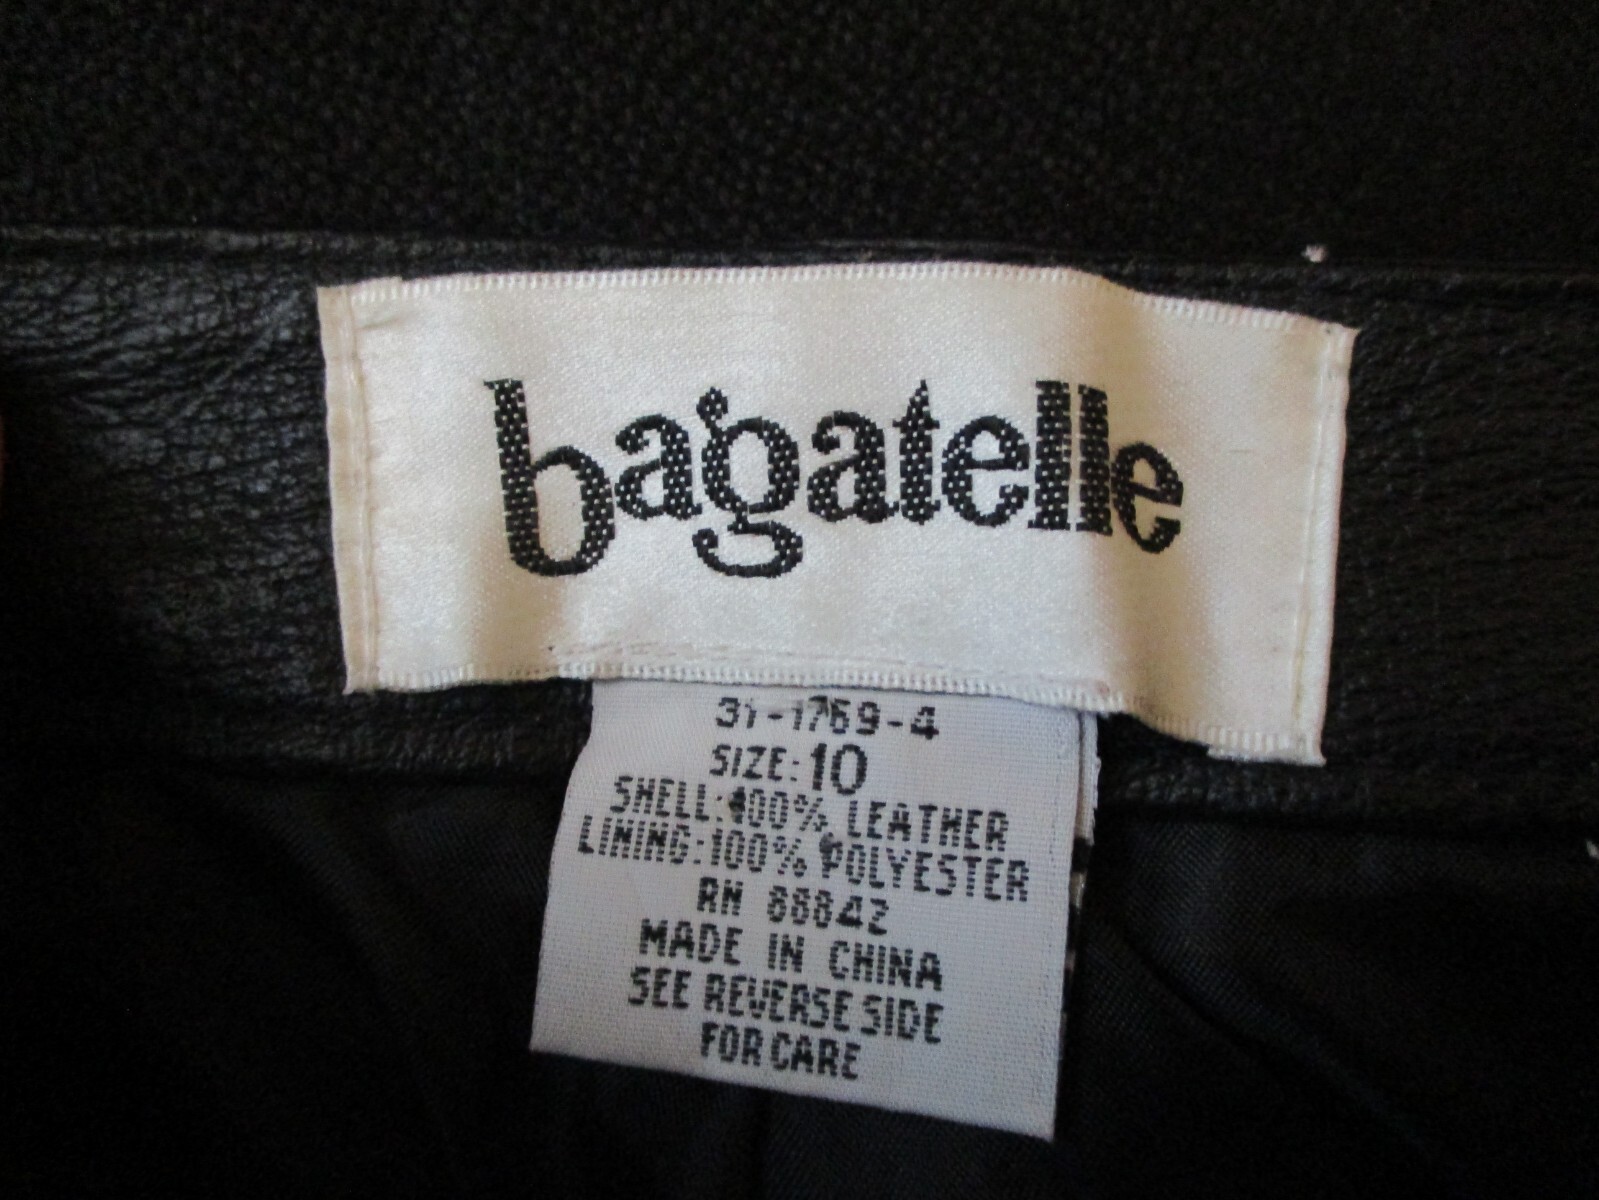 bagatelle
31-1769-4
SIZE: 10
SHELL: 100% LEATHER
LINING: 100% POLYESTER
RN 88842
MADE IN CHINA
SEE REVERSE SIDE
FOR CARE